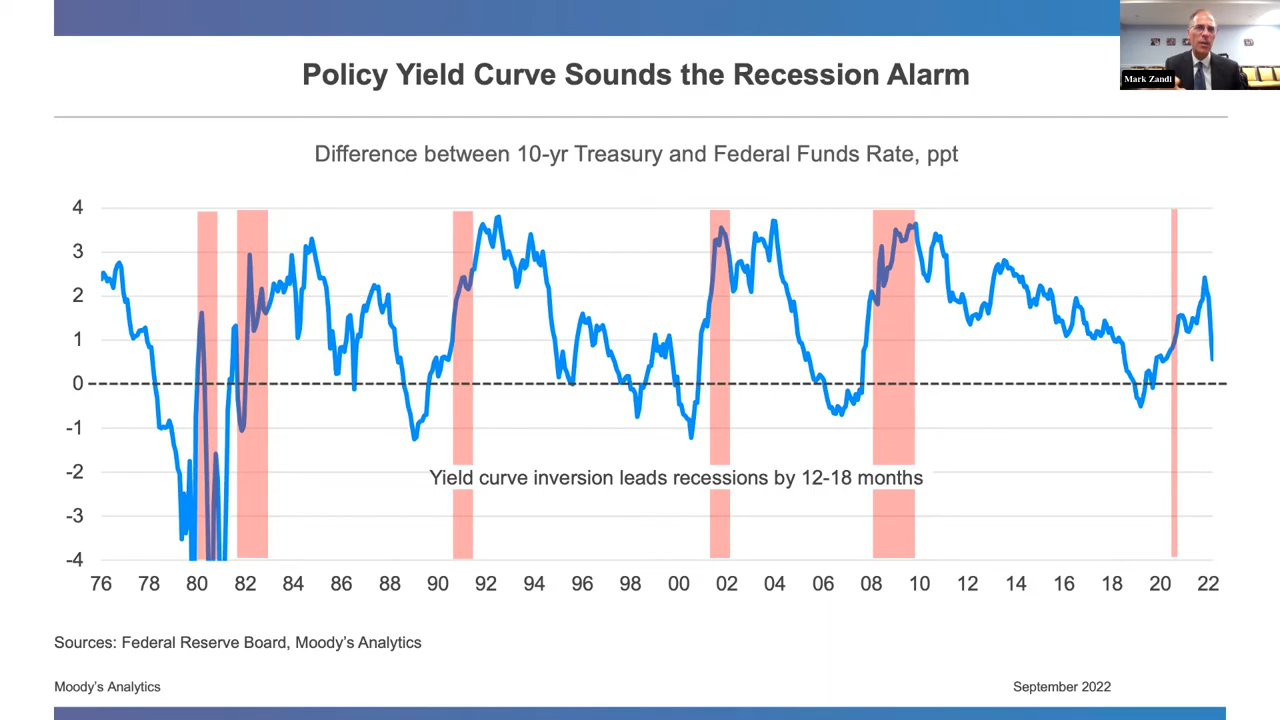 Policy Yield Curve Sounds the Recession Alarm
Mark Zandi
Difference between 10-yr Treasury and Federal Funds Rate, ppt
4
3
2
1
0
-1
-2
-3
-4
Yield curve inversion leads recessions by 12-18 months
76 78 80 82 84 86 88 90 92 94 96 98 00 02 04 06 08 10 12 14 16 18 20 22
Sources: Federal Reserve Board, Moody's Analytics
Moody's Analytics
September 2022